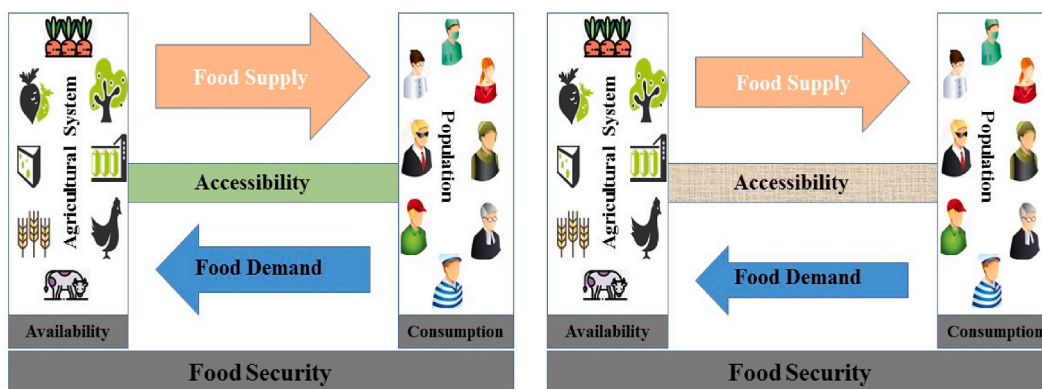 Food Supply
Agricultural System
Population
Accessibility
Food Demand
Availability
Consumption
Food Security
Food Supply
Agricultural System
Population
Accessibility
Food Demand
Availability
Consumption
Food Security